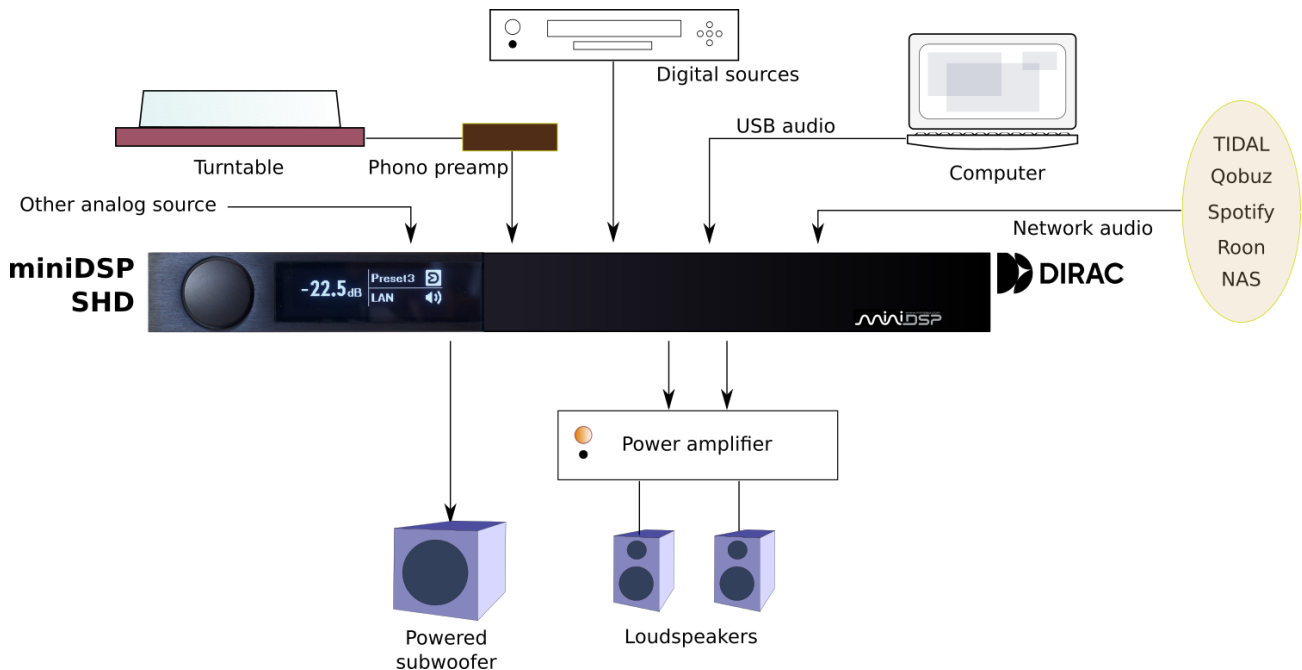 Digital sources
USB audio
Turntable
Phono preamp
Computer
TIDAL
Qobuz
Spotify
Roon
NAS
Other analog source
Network audio
miniDSP
SHD
-22.5dB
Preset3
LAN
miniDSP
DIRAC
Power amplifier
Powered
subwoofer
Loudspeakers